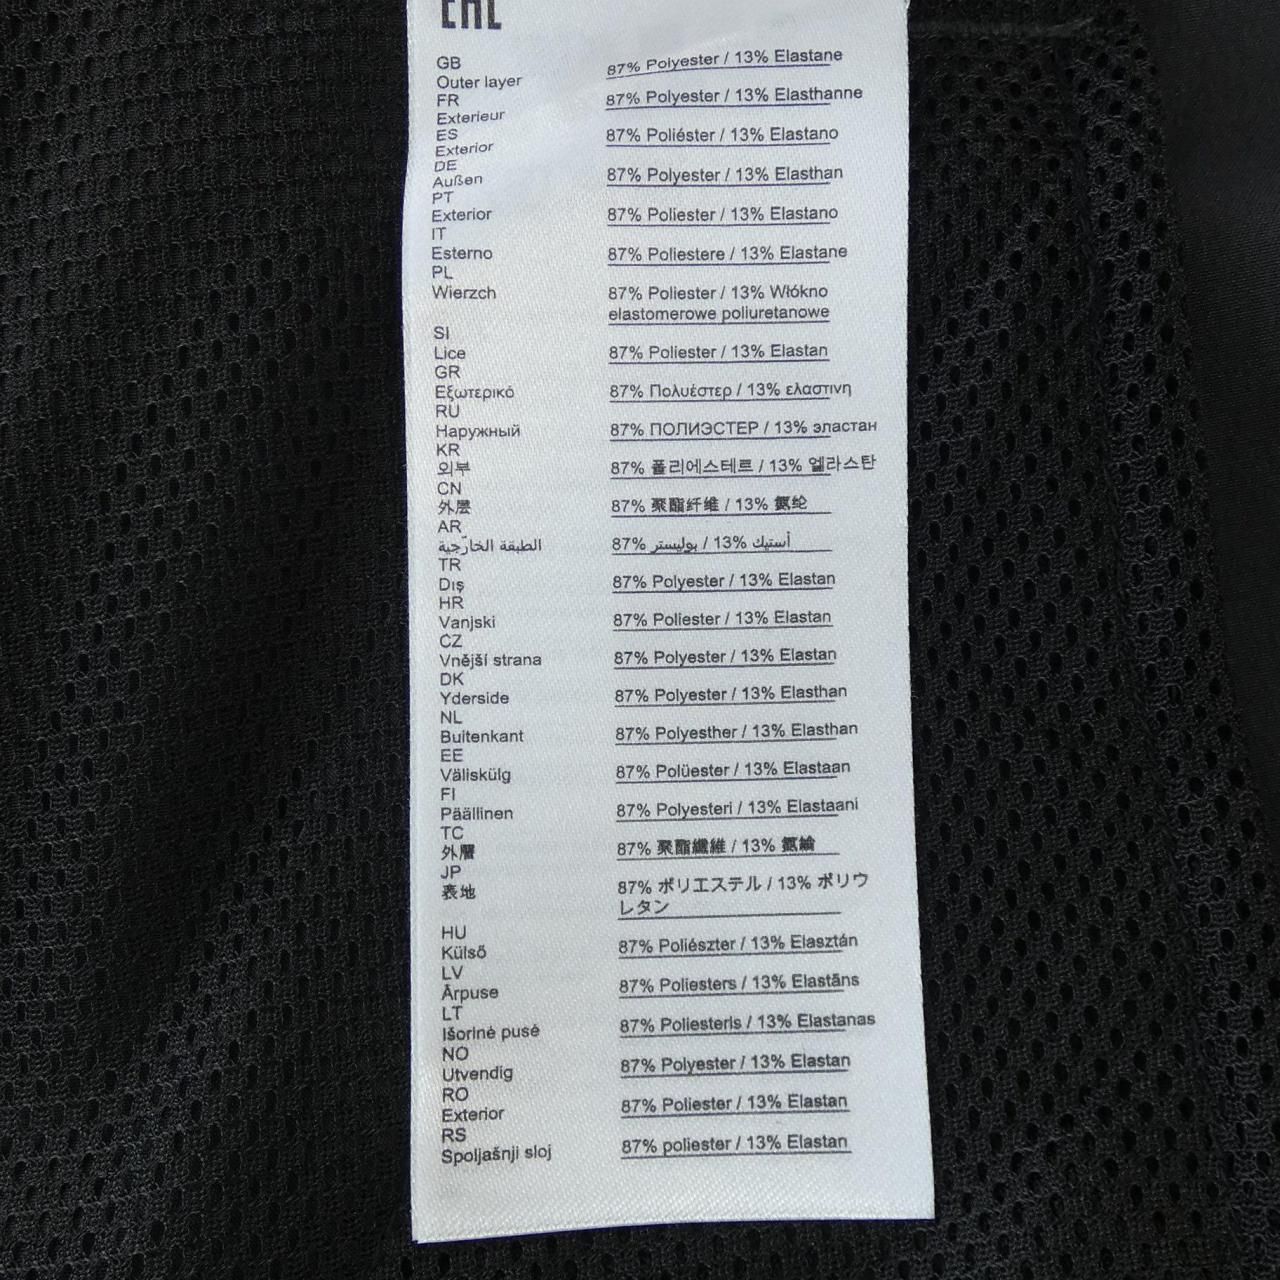 EAC
GB
Outer layer 87% Polyester / 13% Elastane
FR
Exterieur 87% Polyester / 13% Elasthanne
ES
Exterior 87% Poliéster / 13% Elastano
DE
Außen 87% Polyester / 13% Elasthan
PT
Exterior 87% Poliester / 13% Elastano
IT
Esterno 87% Poliestere / 13% Elastane
PL
Wierzch 87% Poliester / 13% Włókno
elastomerowe poliuretanowe
SI
Lice 87% Poliester / 13% Elastan
GR
Εξωτερικό 87% Πολυέστερ / 13% ελαστινη
RU
Наружный 87% ПОЛИЭСТЕР / 13% эластан
KR
외부 87% 폴리에스테르 / 13% 엘라스탄
CN
外层 87% 聚酯纤维 / 13% 氨纶
AR
الطبقة الخارّجية 87% بوليستر / 13% أستيك
TR
Dış 87% Polyester / 13% Elastan
HR
Vanjski 87% Poliester / 13% Elastan
CZ
Vnější strana 87% Polyester / 13% Elastan
DK
Yderside 87% Polyester / 13% Elasthan
NL
Buitenkant 87% Polyesther / 13% Elasthan
EE
Väliskülg 87% Polüester / 13% Elastaan
FI
Päällinen 87% Polyesteri / 13% Elastaani
TC
外層 87% 聚酯纖維 / 13% 氨綸
JP
表地 87% ポリエステル / 13% ポリウ
レタン
HU
Külső 87% Poliészter / 13% Elasztán
LV
Ārpuse 87% Poliesters / 13% Elastāns
LT
Išorinė pusė 87% Poliesteris / 13% Elastanas
NO
Utvendig 87% Polyester / 13% Elastan
RO
Exterior 87% Poliester / 13% Elastan
RS
Spoljašnji sloj 87% poliester / 13% Elastan